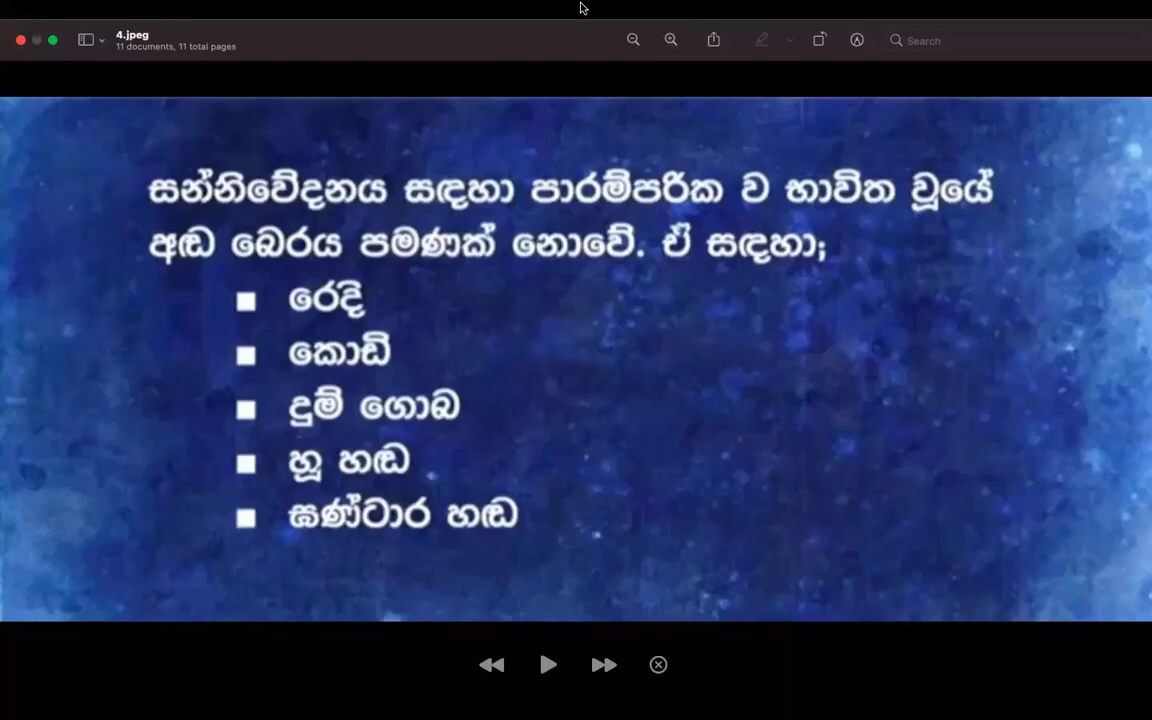 4.jpeg
11 documents, 11 total pages
Search
සන්නිවේදනය සඳහා පාරම්පරික ව භාවිත වූයේ
අඬ බෙරය පමණක් නොවේ. ඒ සඳහා;
■ රෙදි
■ කොඩි
■ දුම් ගොබ
■ හූ හඬ
■ ඝණ්ටාර හඬ